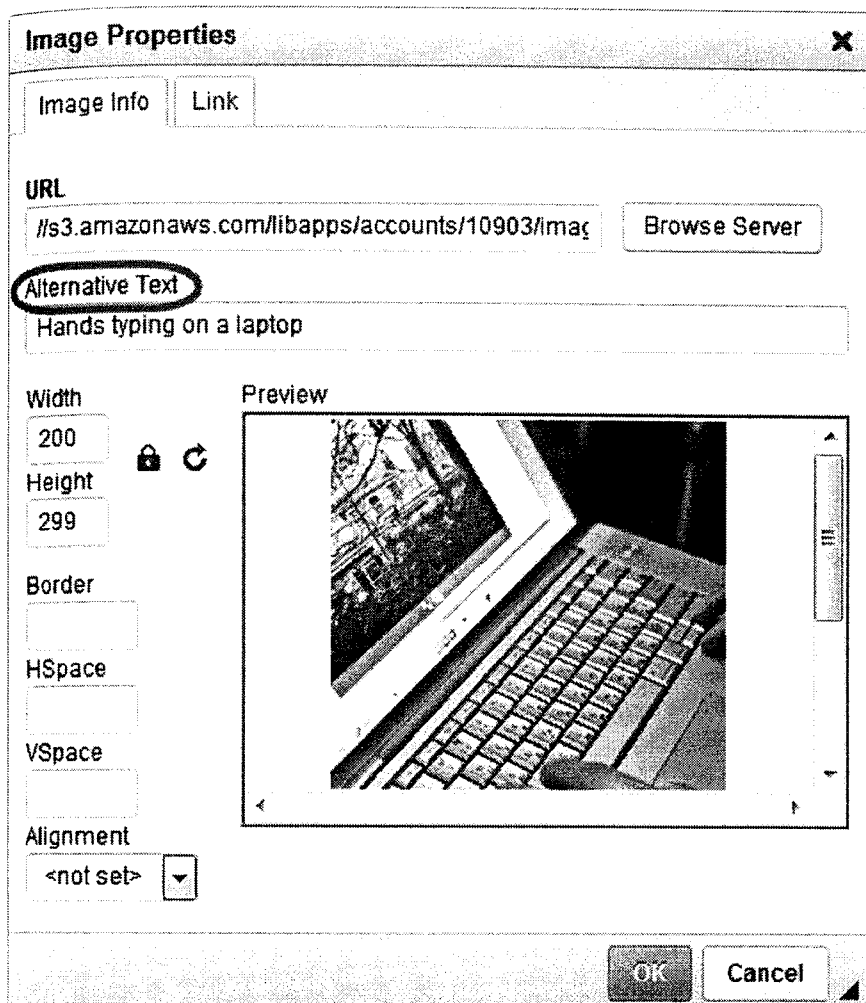 Image Properties
Image Info
Link
URL
//s3.amazonaws.com/libapps/accounts/10903/imag
Browse Server
Alternative Text
Hands typing on a laptop
Width
200
Height
299
Preview
Border
HSpace
VSpace
Alignment
<not set>
OK
Cancel